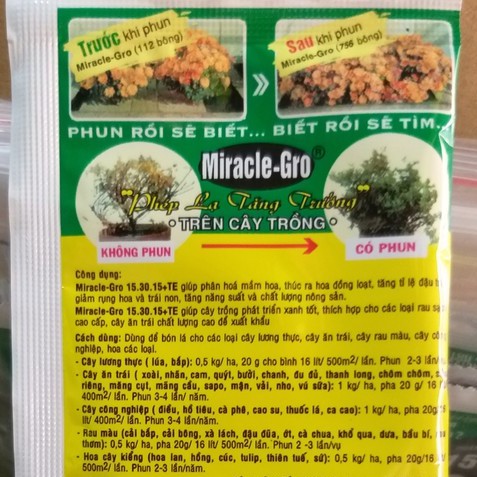 Trước khi phun
Miracle-Gro (112 bông)
Sau khi phun
Miracle-Gro (756 bông)
PHUN RỒI SẼ BIẾT... BIẾT RỒI SẼ TÌM...
Miracle-Gro®
"Phép Lạ Tăng Trưởng"
• TRÊN CÂY TRỒNG •
KHÔNG PHUN
CÓ PHUN
Công dụng:
Miracle-Gro 15.30.15+TE giúp phân hoá mầm hoa, thúc ra hoa đồng loạt, tăng tỉ lệ đậu
giảm rụng hoa và trái non, tăng năng suất và chất lượng nông sản.
Miracle-Gro 15.30.15+TE giúp cây trồng phát triển xanh tốt, thích hợp cho các loại rau
cao cấp, cây ăn trái chất lượng cao để xuất khẩu
Cách dùng: Dùng để bón lá cho các loại cây lương thực, cây ăn trái, cây rau màu, cây
nghiệp, hoa các loại.
- Cây lương thực ( lúa, bắp): 0,5 kg/ ha, 20 g cho bình 16 lít/ 500m²/ lần. Phun 2-3 lần
- Cây ăn trái ( xoài, nhãn, cam, quýt, bưởi, chanh, đu đủ, thanh long, chôm chôm,
riêng, măng cụt, mãng cầu, sapo, mận, vải, nho, vú sữa): 1 kg/ ha, pha 20 g/ 16
400m²/ lần. Phun 3-4 lần/ năm.
- Cây công nghiệp ( điều, hồ tiêu, cà phê, cao su, thuốc lá, ca cao): 1 kg/ ha, pha 20g/
lít/ 400m²/ lần. Phun 3-4 lần/năm.
- Rau màu (cải bắp, cải bông, xà lách, đậu đũa, ớt, cà chua, khổ qua, dưa, bầu bí,
thơm): 0,5 kg/ ha, pha 20g/ 16 lít/ 500m²/ lần. Phun 2 -3 lần/vụ
- Hoa cây kiểng (hoa lan, hồng, cúc, tulip, thiên tuế, sứ): 0,5 kg/ ha, pha 20g/16
500m²/ lần. Phun 2-3 lần/năm.